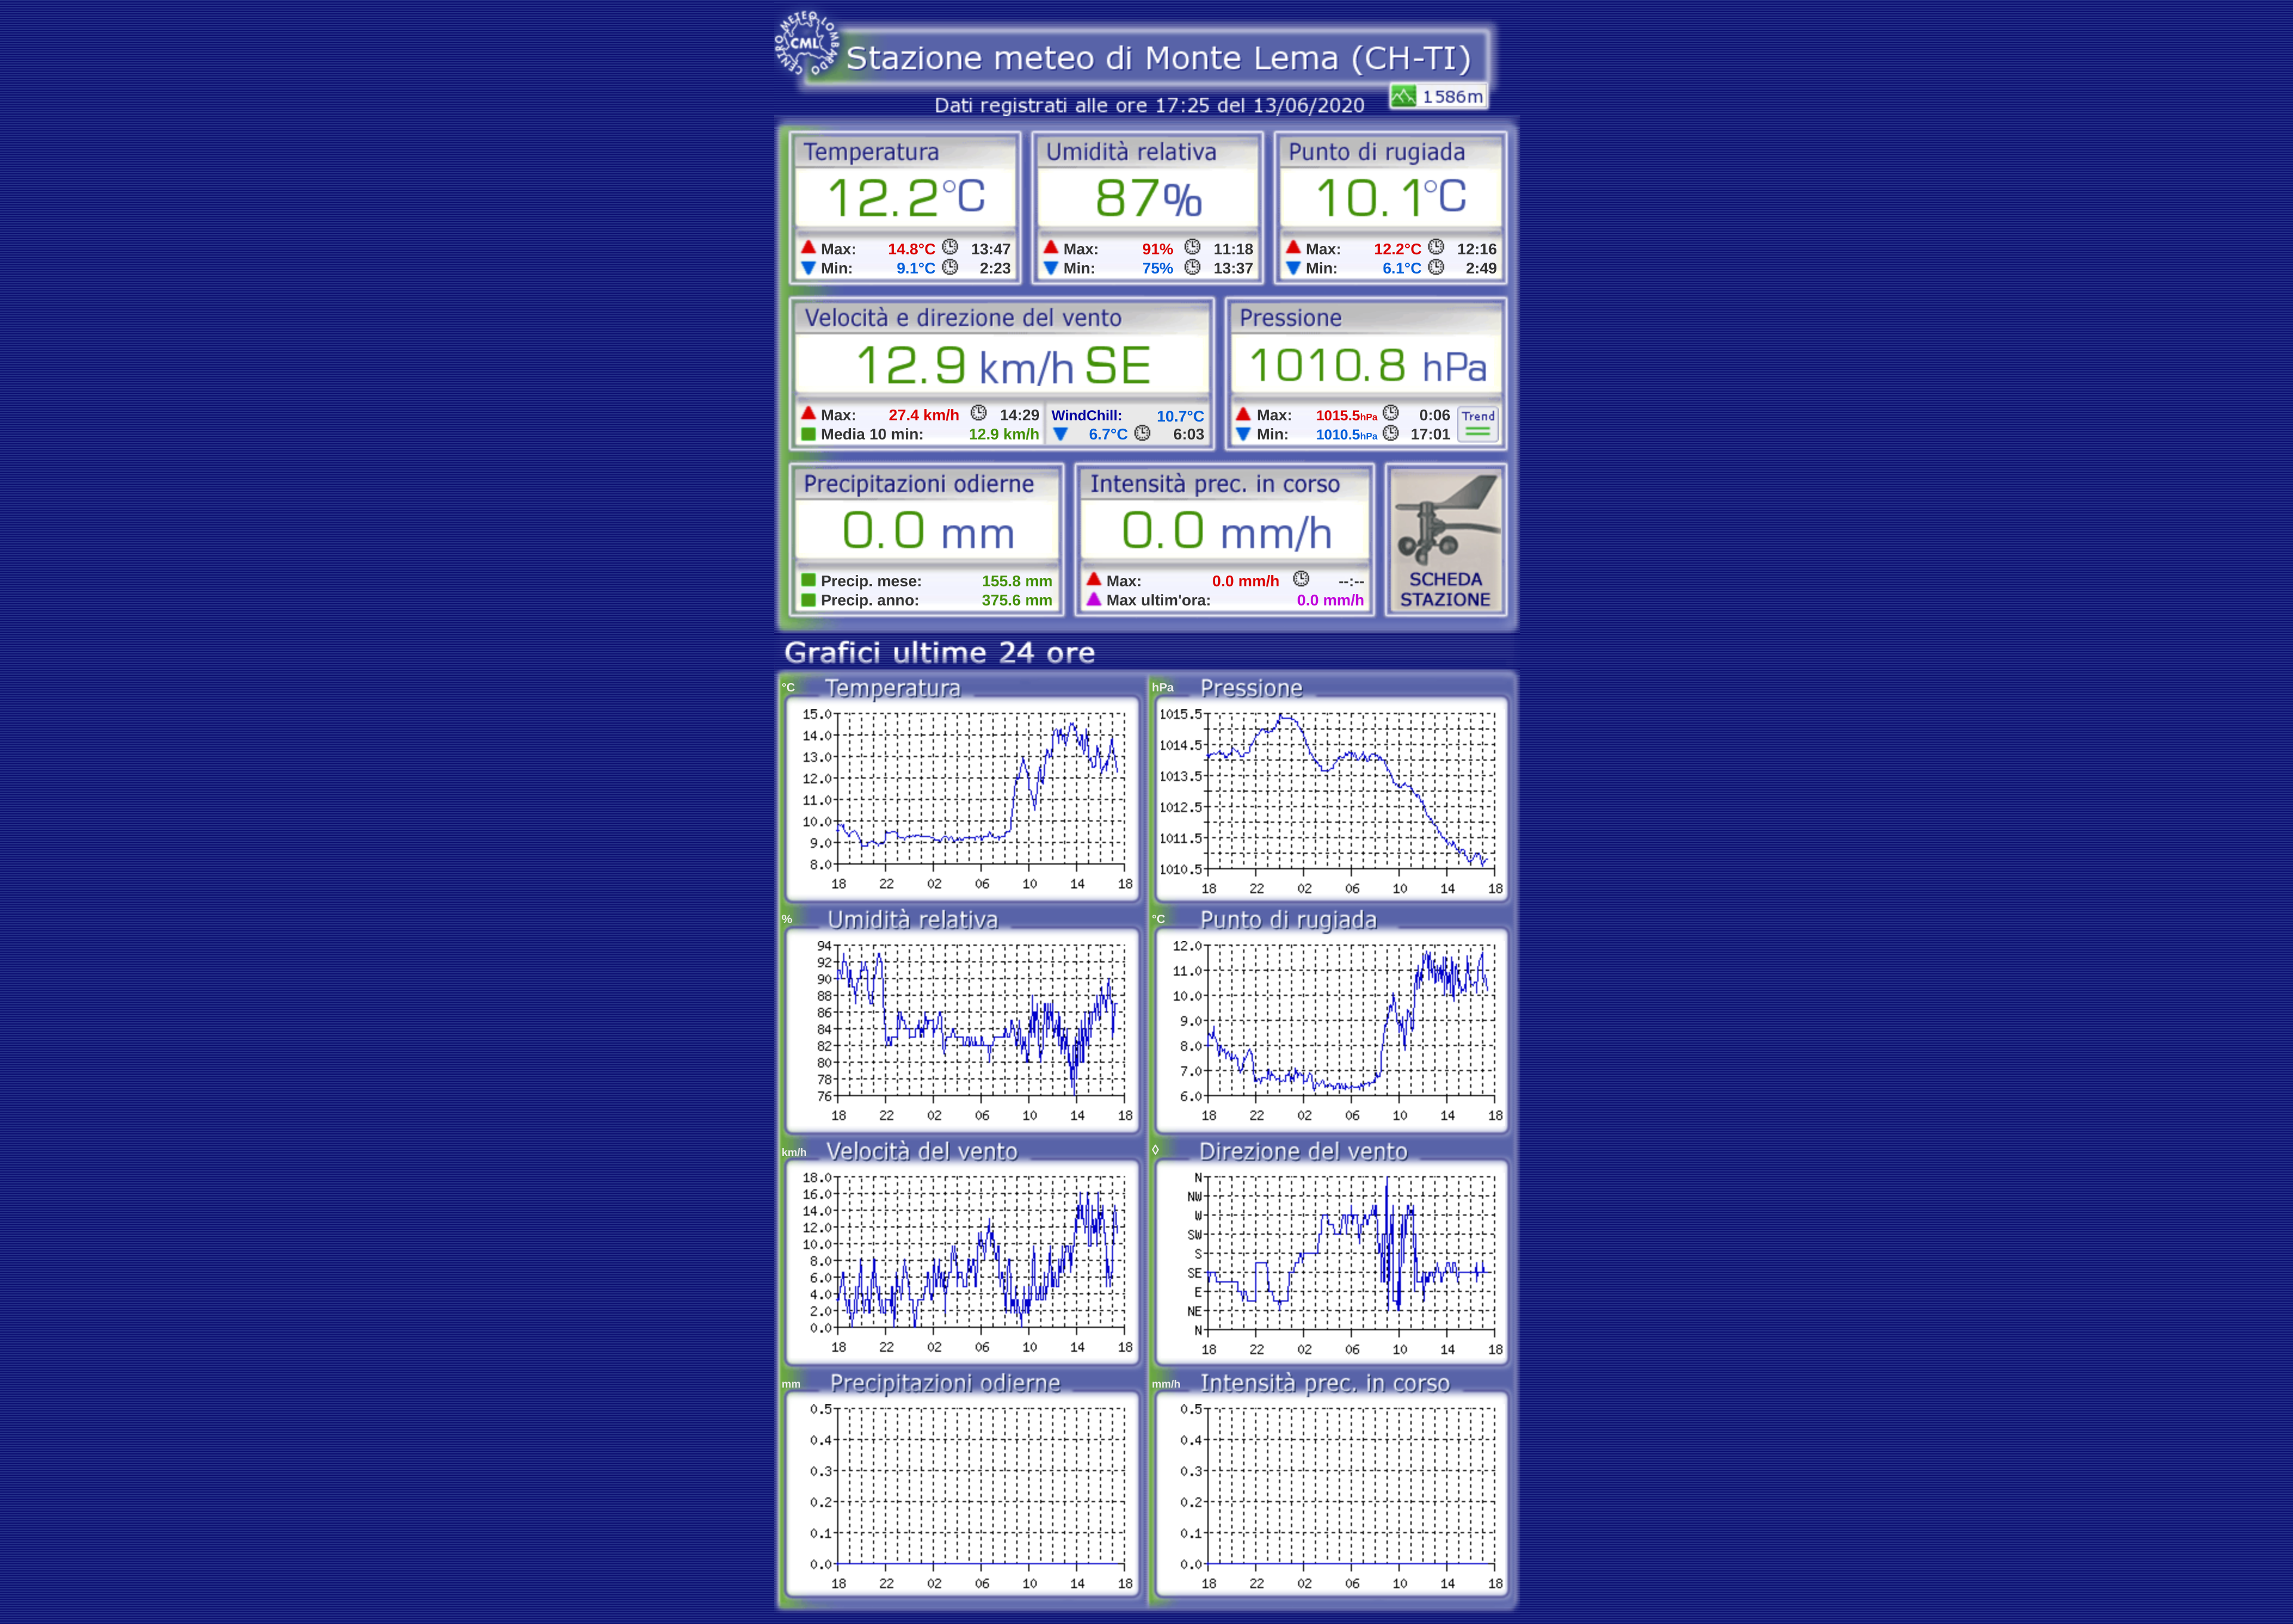 CENTRO METEO LOMBARDO
CML
Stazione meteo di Monte Lema (CH-TI)
1586m
Dati registrati alle ore 17:25 del 13/06/2020
Temperatura
12.2°C
Max: 14.8°C 13:47
Min: 9.1°C 2:23
Umidità relativa
87%
Max: 91% 11:18
Min: 75% 13:37
Punto di rugiada
10.1°C
Max: 12.2°C 12:16
Min: 6.1°C 2:49
Velocità e direzione del vento
12.9 km/h SE
Max: 27.4 km/h 14:29
Media 10 min: 12.9 km/h
WindChill: 10.7°C
6.7°C 6:03
Pressione
1010.8 hPa
Max: 1015.5hPa 0:06
Min: 1010.5hPa 17:01
Trend
Precipitazioni odierne
0.0 mm
Precip. mese: 155.8 mm
Precip. anno: 375.6 mm
Intensità prec. in corso
0.0 mm/h
Max: 0.0 mm/h --:--
Max ultim'ora: 0.0 mm/h
SCHEDA
STAZIONE
Grafici ultime 24 ore
°C Temperatura
15.0
14.0
13.0
12.0
11.0
10.0
9.0
8.0
18 22 02 06 10 14 18
hPa Pressione
1015.5
1014.5
1013.5
1012.5
1011.5
1010.5
18 22 02 06 10 14 18
% Umidità relativa
94
92
90
88
86
84
82
80
78
76
18 22 02 06 10 14 18
°C Punto di rugiada
12.0
11.0
10.0
9.0
8.0
7.0
6.0
18 22 02 06 10 14 18
km/h Velocità del vento
18.0
16.0
14.0
12.0
10.0
8.0
6.0
4.0
2.0
0.0
18 22 02 06 10 14 18
◊ Direzione del vento
N
NW
W
SW
S
SE
E
NE
N
18 22 02 06 10 14 18
mm Precipitazioni odierne
0.5
0.4
0.3
0.2
0.1
0.0
18 22 02 06 10 14 18
mm/h Intensità prec. in corso
0.5
0.4
0.3
0.2
0.1
0.0
18 22 02 06 10 14 18